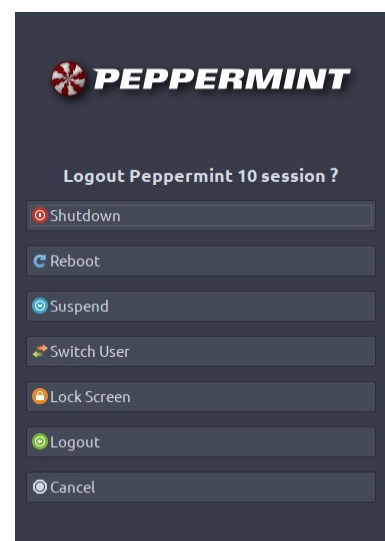 PEPPERMINT
Logout Peppermint 10 session ?
Shutdown
Reboot
Suspend
Switch User
Lock Screen
Logout
Cancel